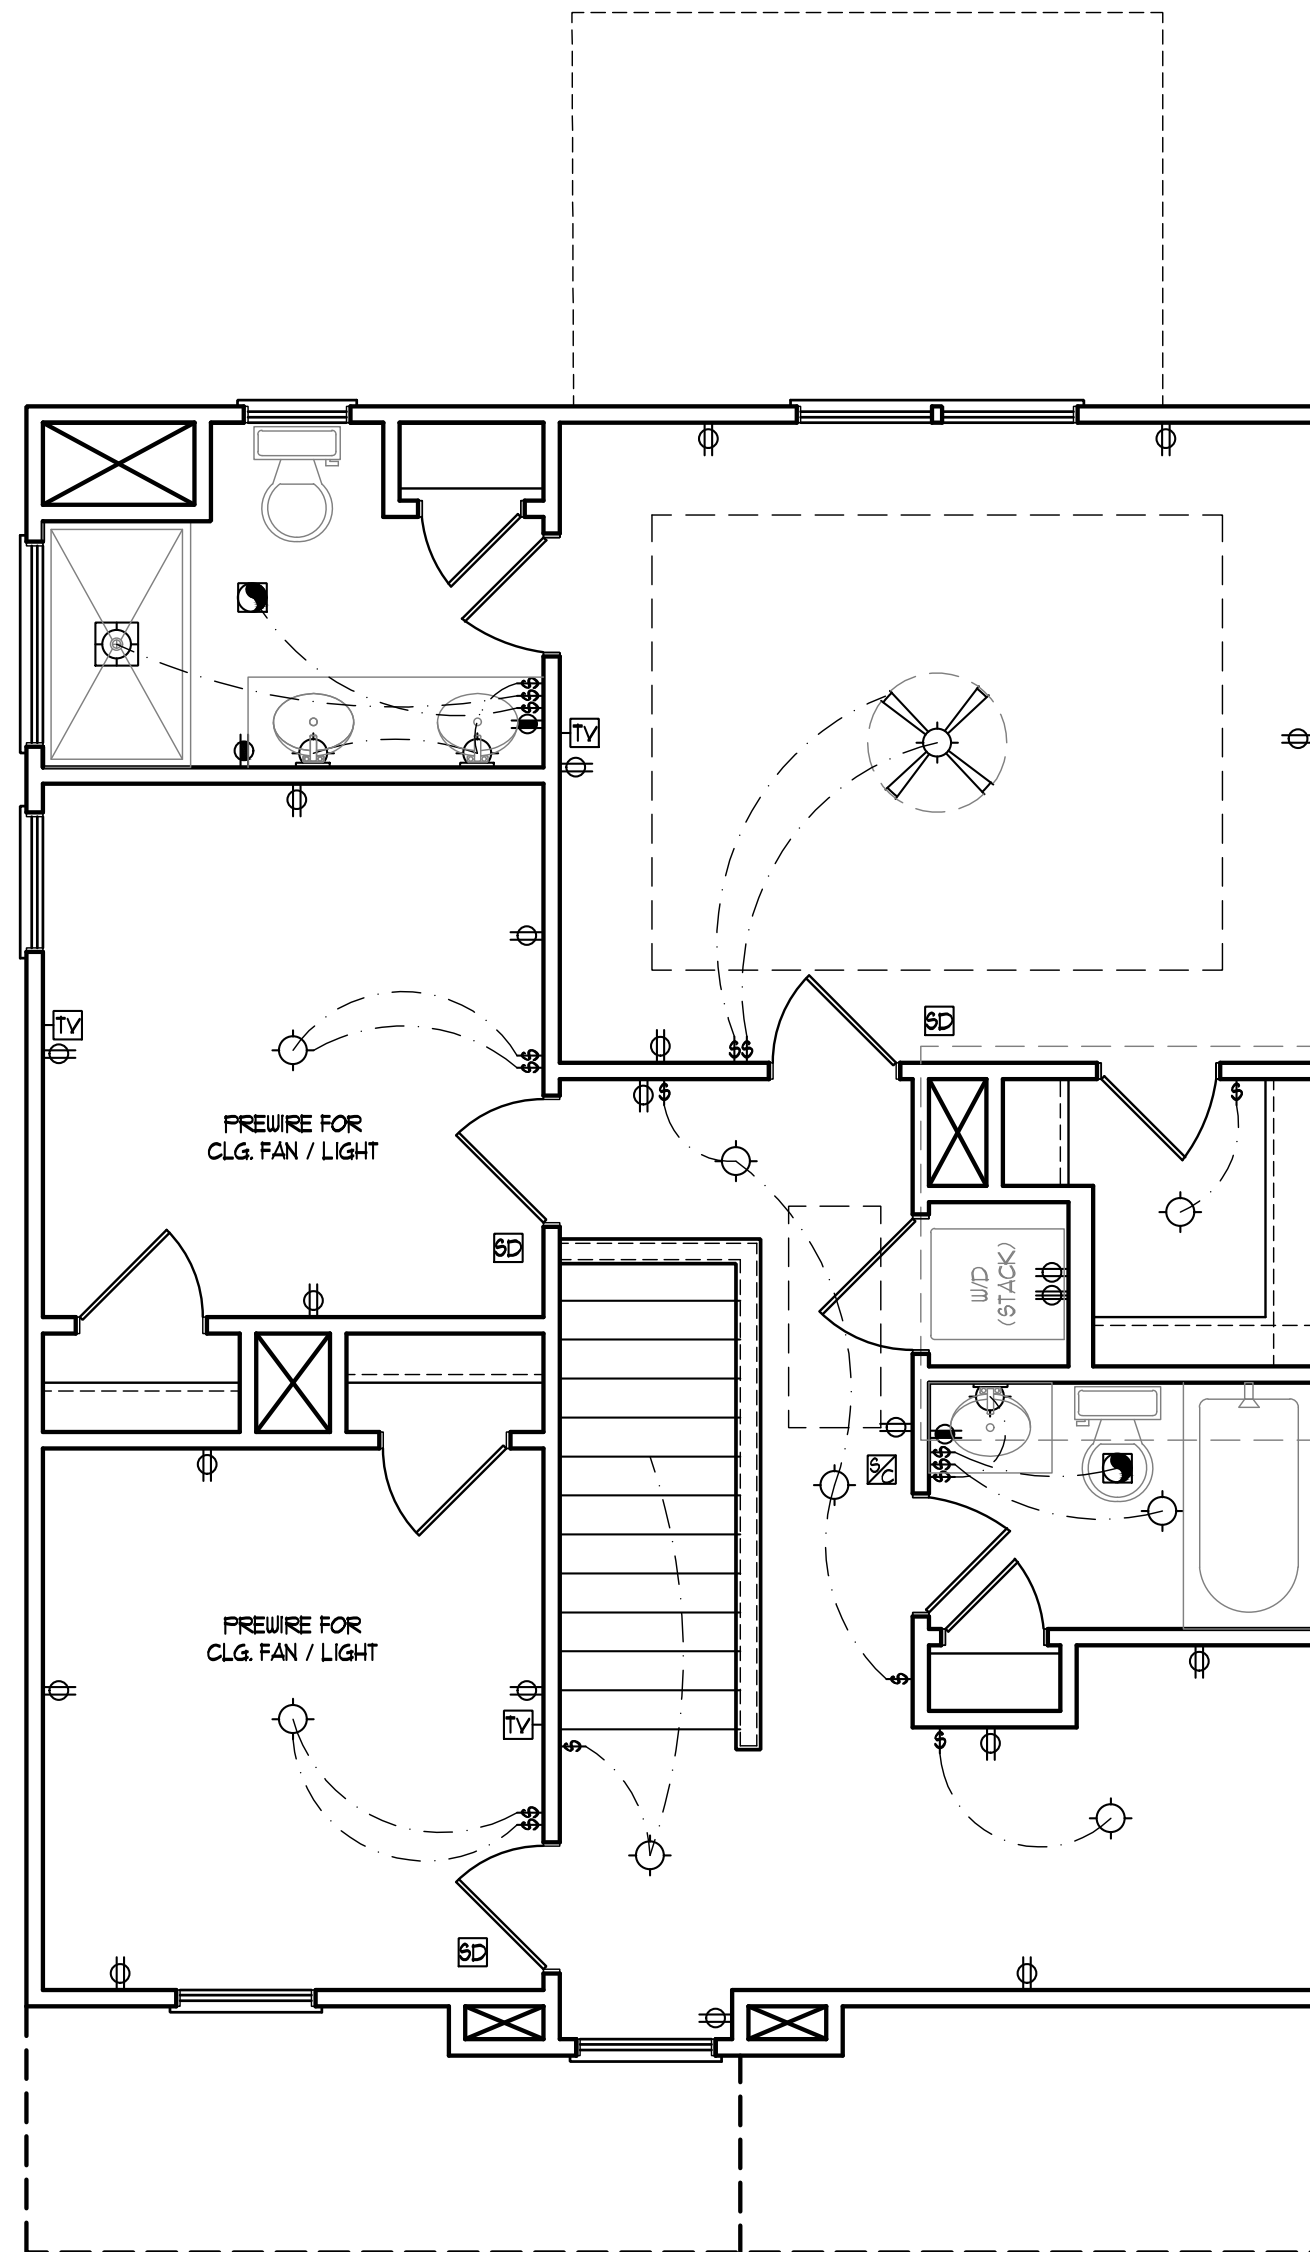 $$
$$
$$
TV
TV
$$
$$
$$
SD
$
$
PREWIRE FOR
CLG. FAN / LIGHT
SD
W/D
(STACK)
$$
$$
$$
S/C
PREWIRE FOR
CLG. FAN / LIGHT
$
TV
$
$
$$
$$
SD